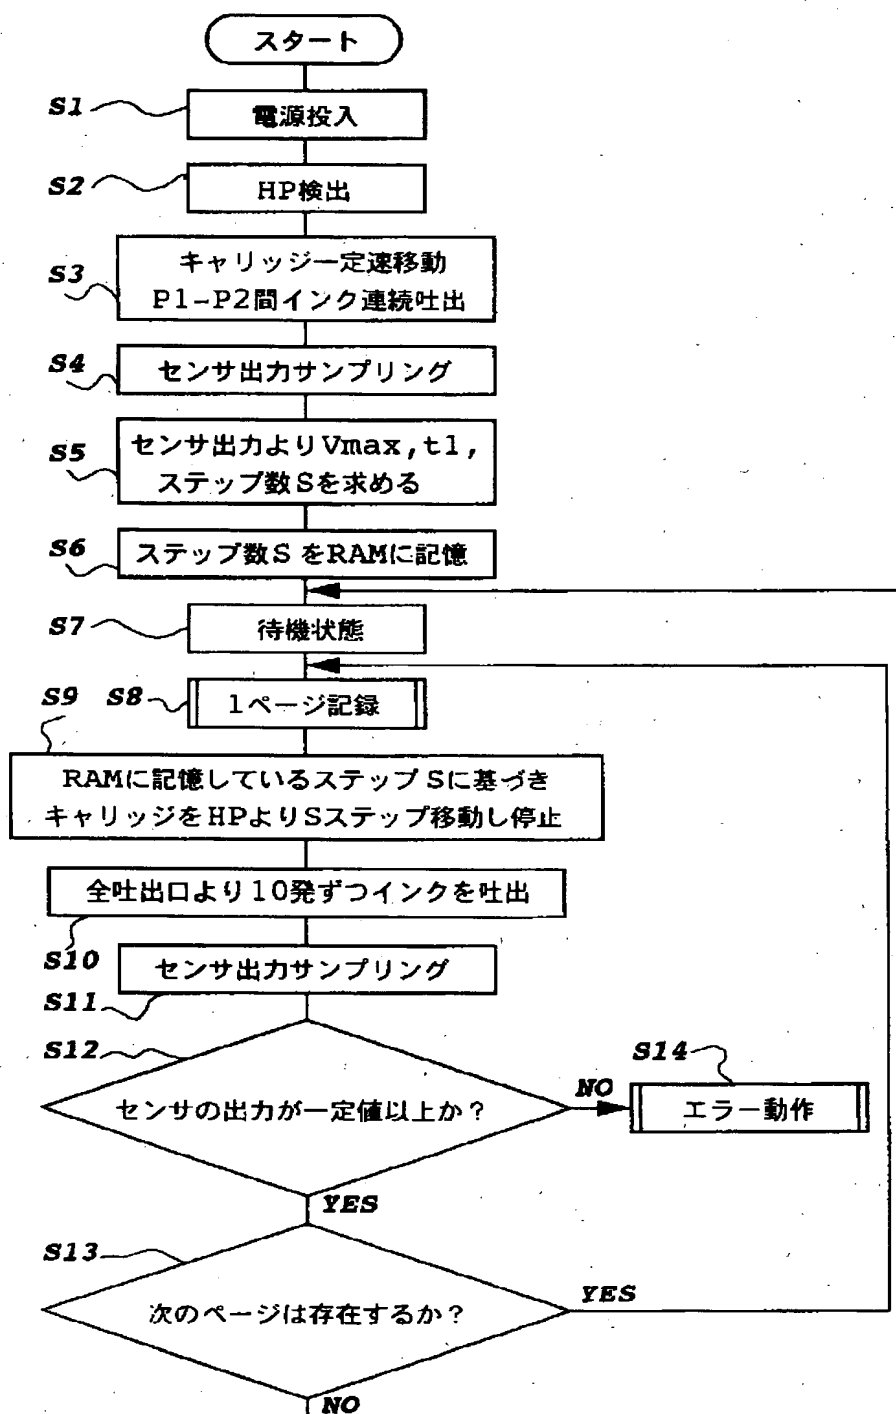 スタート
S1
電源投入
S2
HP検出
S3
キャリッジ一定速移動
P1-P2間インク連続吐出
S4
センサ出力サンプリング
S5
センサ出力よりVmax,t1,
ステップ数Sを求める
S6
ステップ数SをRAMに記憶
S7
待機状態
S9
S8
1ページ記録
RAMに記憶しているステップSに基づき
キャリッジをHPよりSステップ移動し停止
全吐出口より10発ずつインクを吐出
S10
センサ出力サンプリング
S11
S12
センサの出力が一定値以上か?
NO
S14
エラー動作
YES
S13
次のページは存在するか?
YES
NO